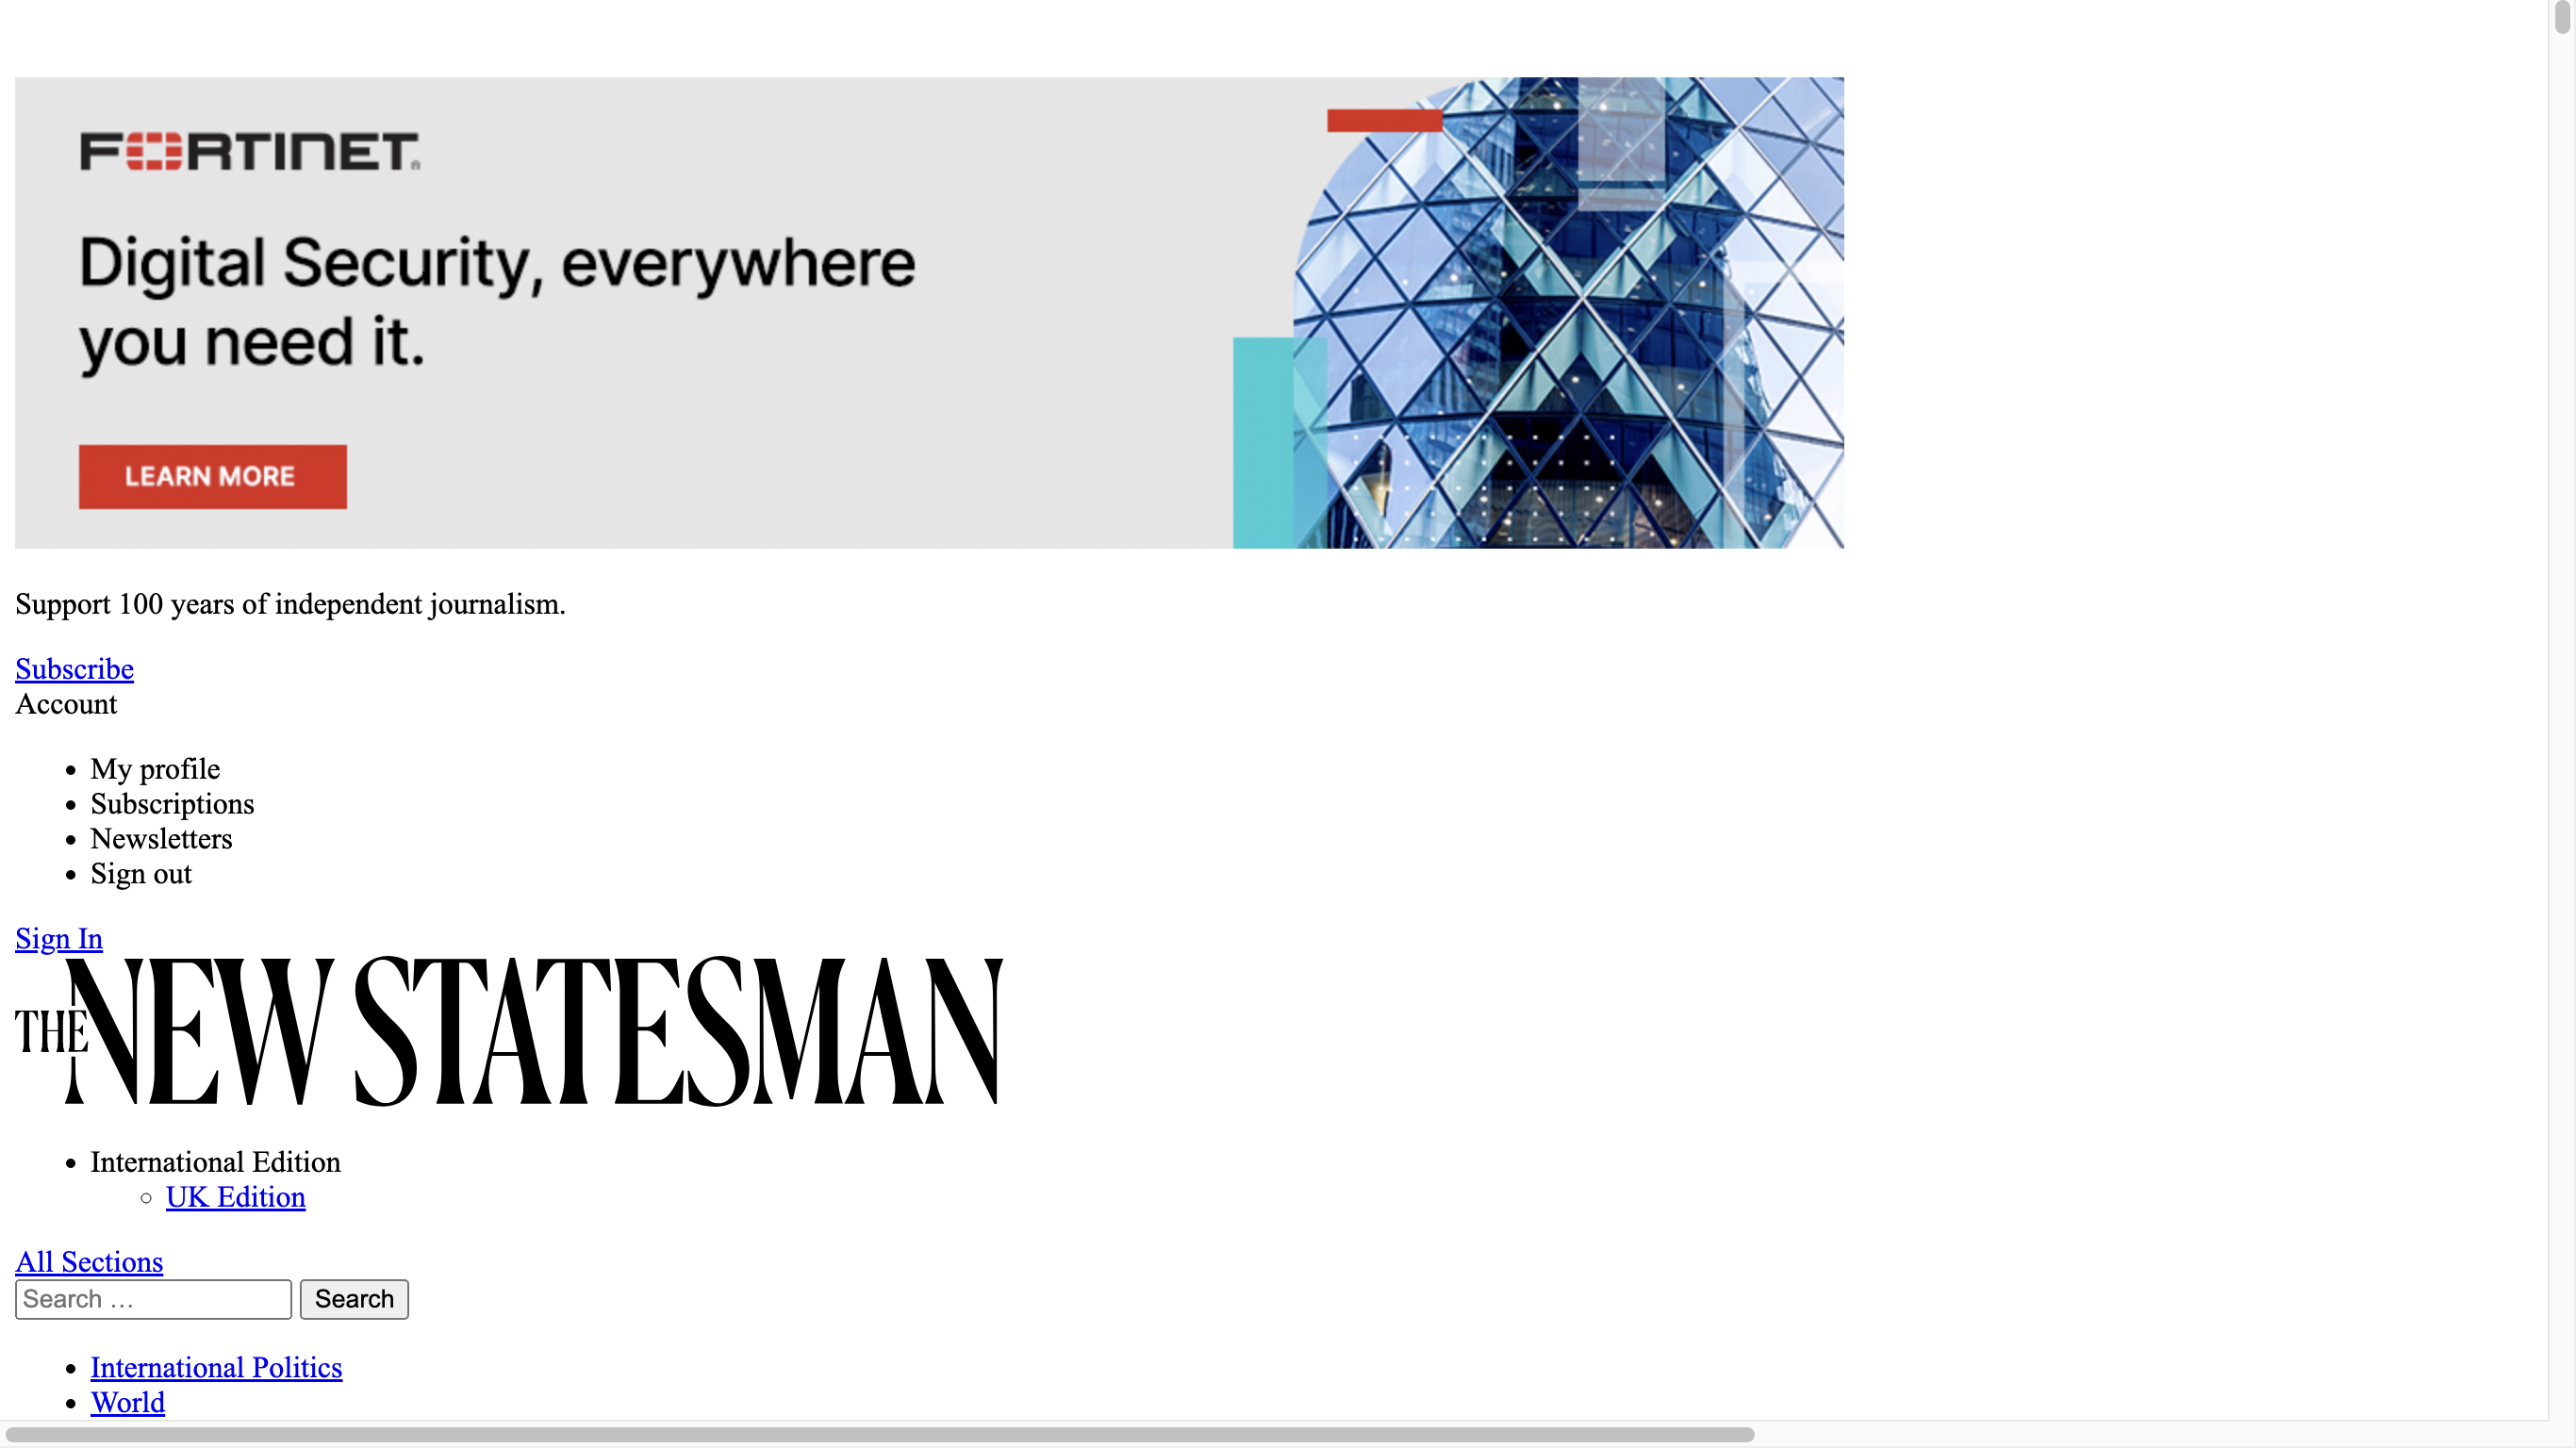 FORTINET
Digital Security, everywhere
you need it.
LEARN MORE
Support 100 years of independent journalism.
Subscribe
Account
My profile
Subscriptions
Newsletters
Sign out
Sign In
THE NEW STATESMAN
International Edition
UK Edition
All Sections
Search …
Search
International Politics
World